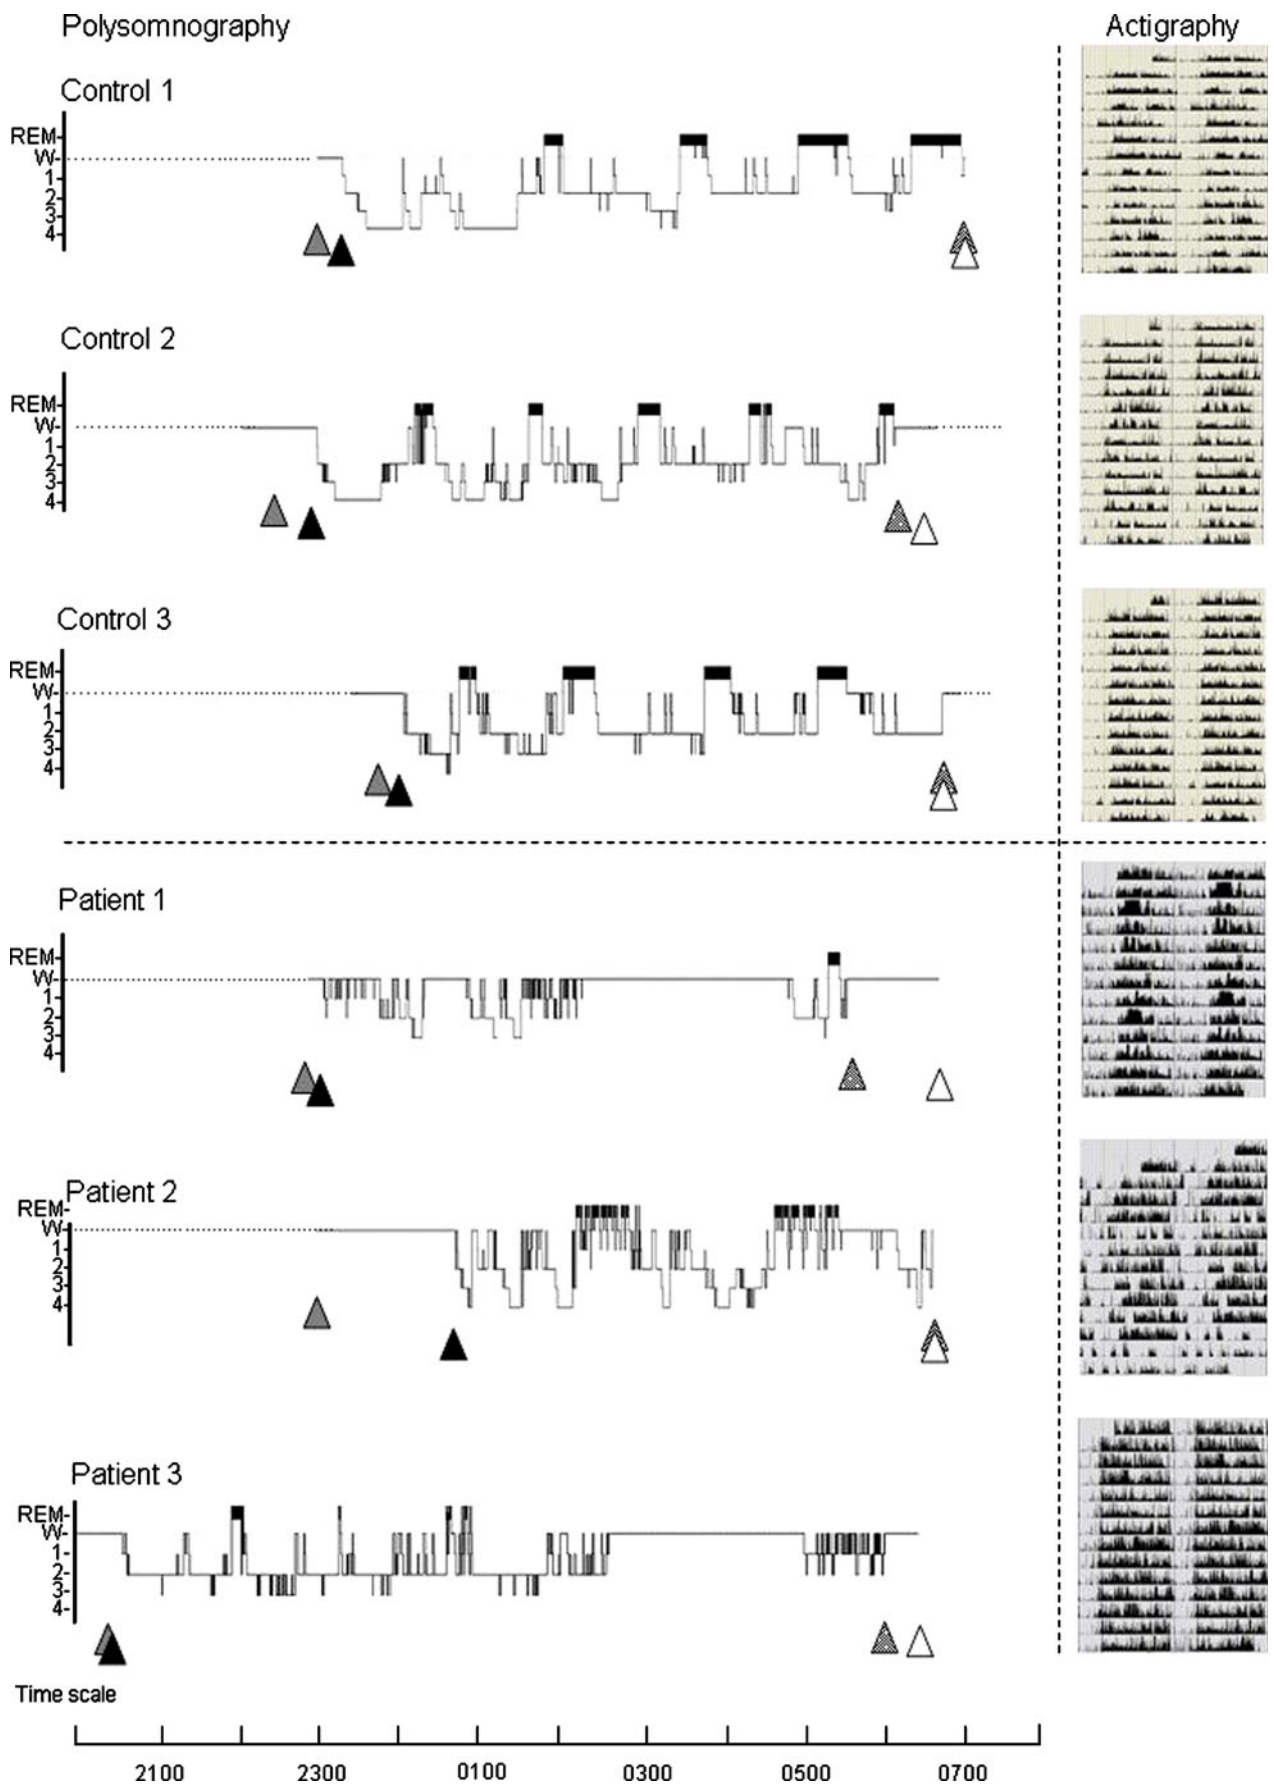 Polysomnography
Actigraphy
Control 1
REM
W
1
2
3
4
Control 2
REM
W
1
2
3
4
Control 3
REM
W
1
2
3
4
Patient 1
REM
W
1
2
3
4
Patient 2
REM
W
1
2
3
4
Patient 3
REM
W
1
2
3
4
Time scale
2100 2300 0100 0300 0500 0700